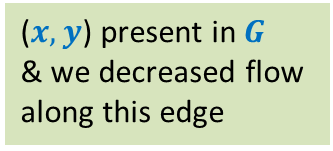 (x, y) present in G
& we decreased flow
along this edge